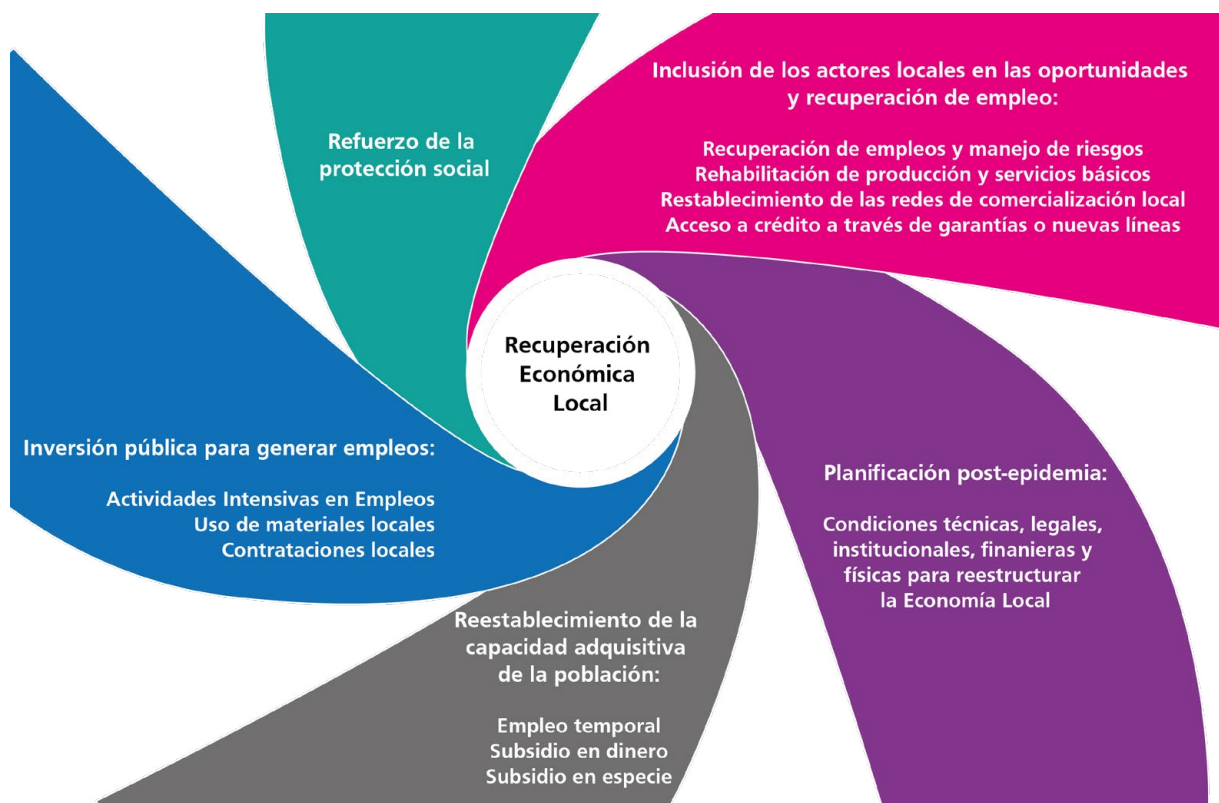 Refuerzo de la
protección social
Inclusión de los actores locales en las oportunidades
y recuperación de empleo:
Recuperación de empleos y manejo de riesgos
Rehabilitación de producción y servicios básicos
Restablecimiento de las redes de comercialización local
Acceso a crédito a través de garantías o nuevas líneas
Recuperación
Económica
Local
Inversión pública para generar empleos:
Actividades Intensivas en Empleos
Uso de materiales locales
Contrataciones locales
Planificación post-epidemia:
Condiciones técnicas, legales,
institucionales, financieras y
físicas para reestructurar
la Economía Local
Reestablecimiento de la
capacidad adquisitiva
de la población:
Empleo temporal
Subsidio en dinero
Subsidio en especie